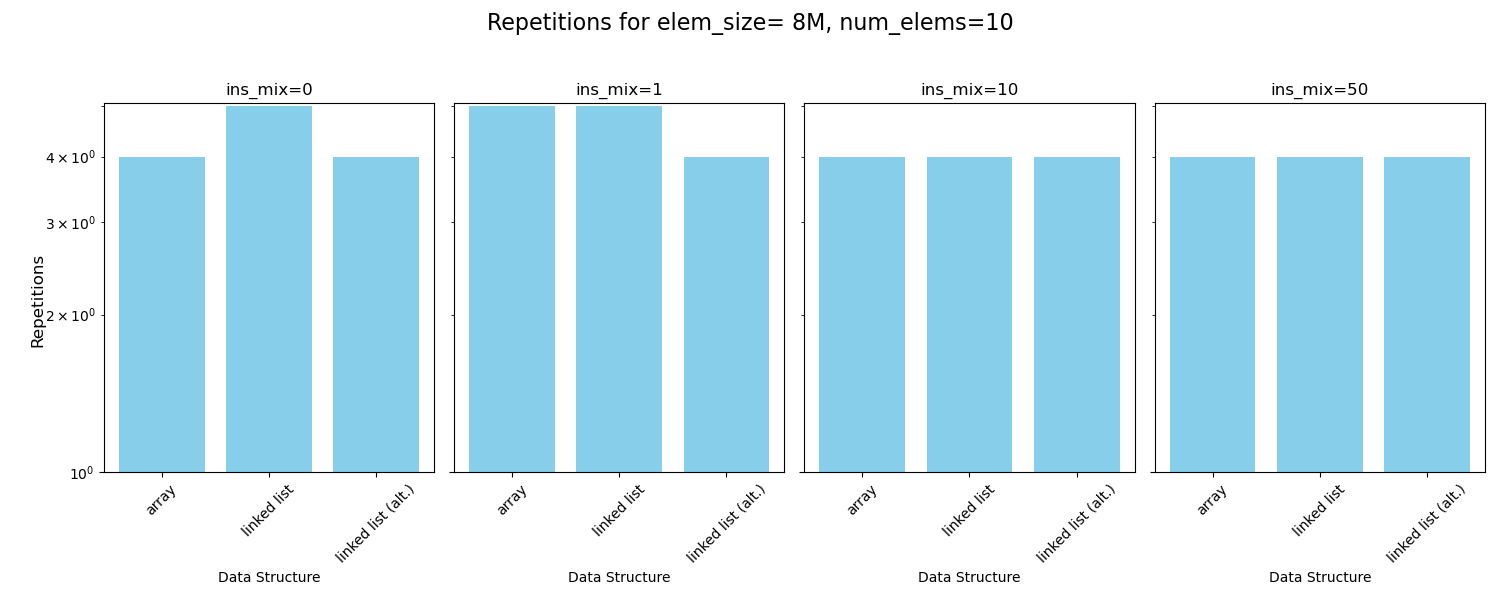 Repetitions for elem_size= 8M, num_elems=10
ins_mix=0
ins_mix=1
ins_mix=10
ins_mix=50
Repetitions
4 × 10⁰
3 × 10⁰
2 × 10⁰
10⁰
array
linked list
linked list (alt.)
array
linked list
linked list (alt.)
array
linked list
linked list (alt.)
array
linked list
linked list (alt.)
Data Structure
Data Structure
Data Structure
Data Structure